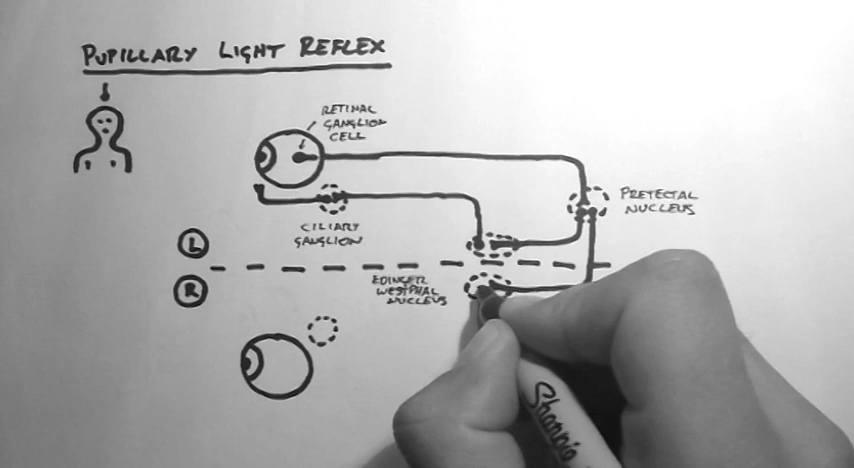 PUPILLARY LIGHT REFLEX
RETINAL
GANGLION
CELL
PRETECTAL
NUCLEUS
CILIARY
GANGLION
L
EDINGER
WESTPHAL
NUCLEUS
R
Sharpie